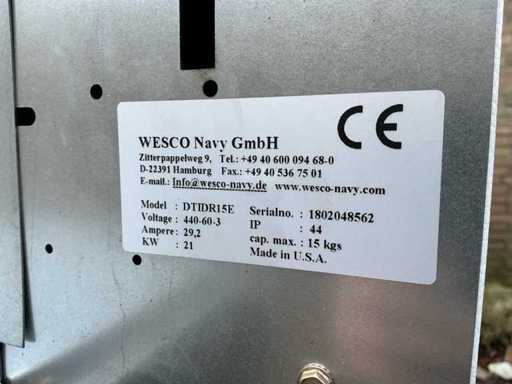 CE
WESCO Navy GmbH
Zitterpappelweg 9, Tel.: +49 40 600 094 68-0
D-22391 Hamburg Fax.: +49 40 536 75 01
E-mail.: Info@wesco-navy.de www.wesco-navy.com
Model : DTIDR15E Serialno. : 1802048562
Voltage : 440-60-3 IP : 44
Ampere : 29,2 cap. max. : 15 kgs
KW : 21 Made in U.S.A.